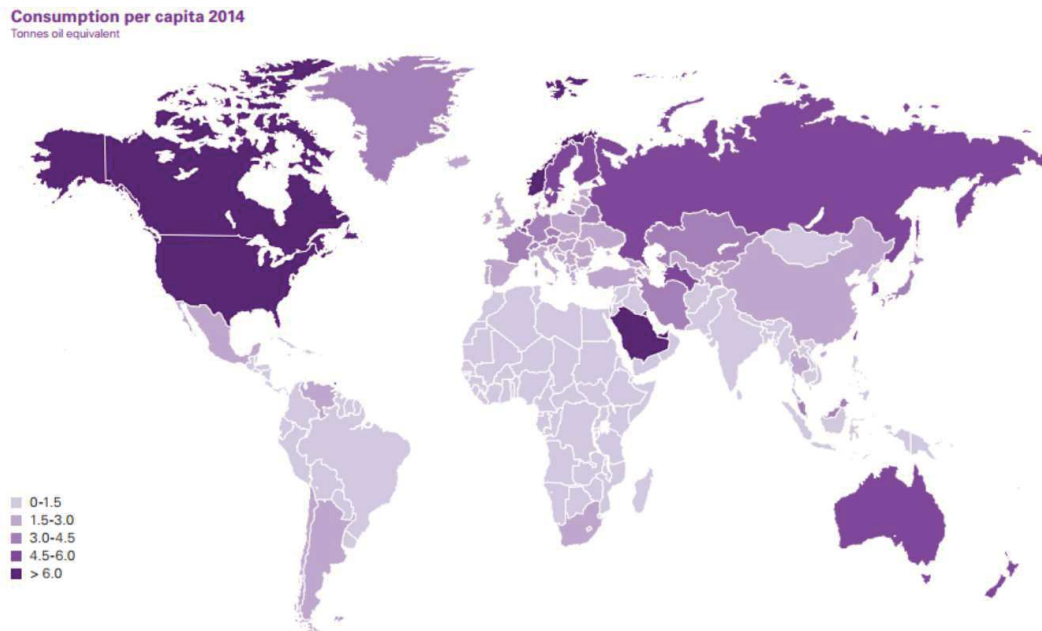 Consumption per capita 2014
Tonnes oil equivalent
0-1.5
1.5-3.0
3.0-4.5
4.5-6.0
> 6.0